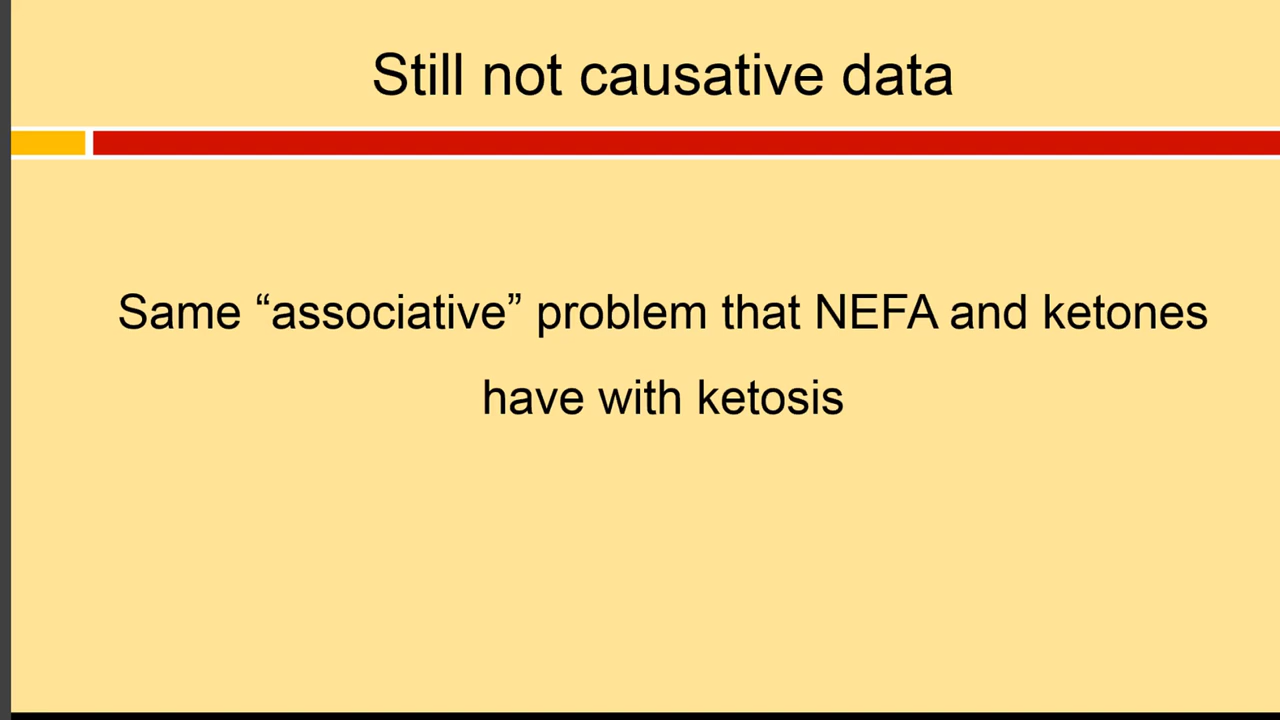 Still not causative data
Same “associative” problem that NEFA and ketones
have with ketosis